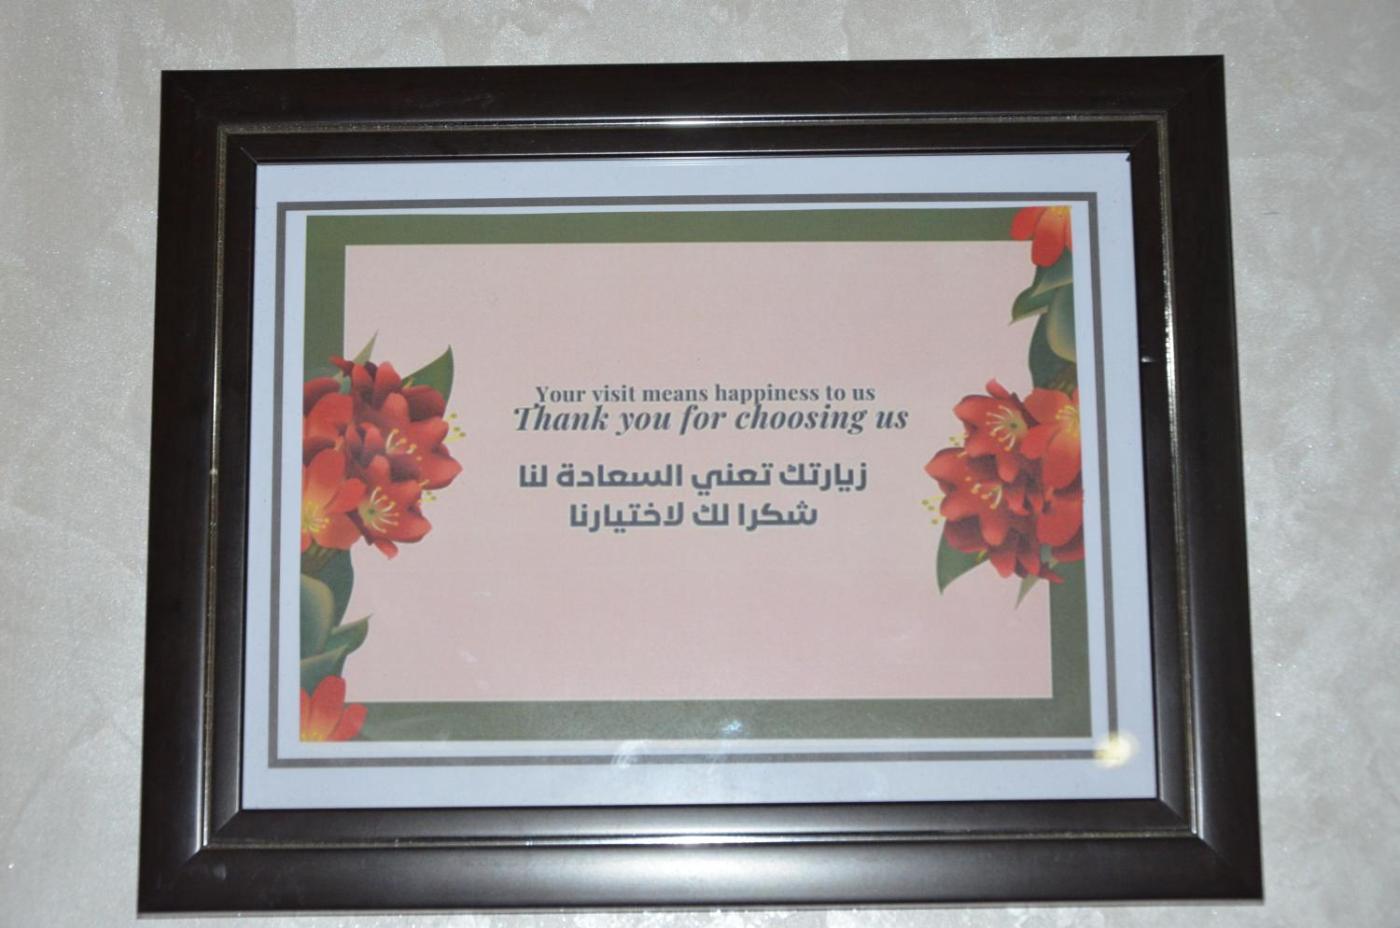 Your visit means happiness to us
Thank you for choosing us
زيارتك تعني السعادة لنا
شكرا لك لاختيارنا